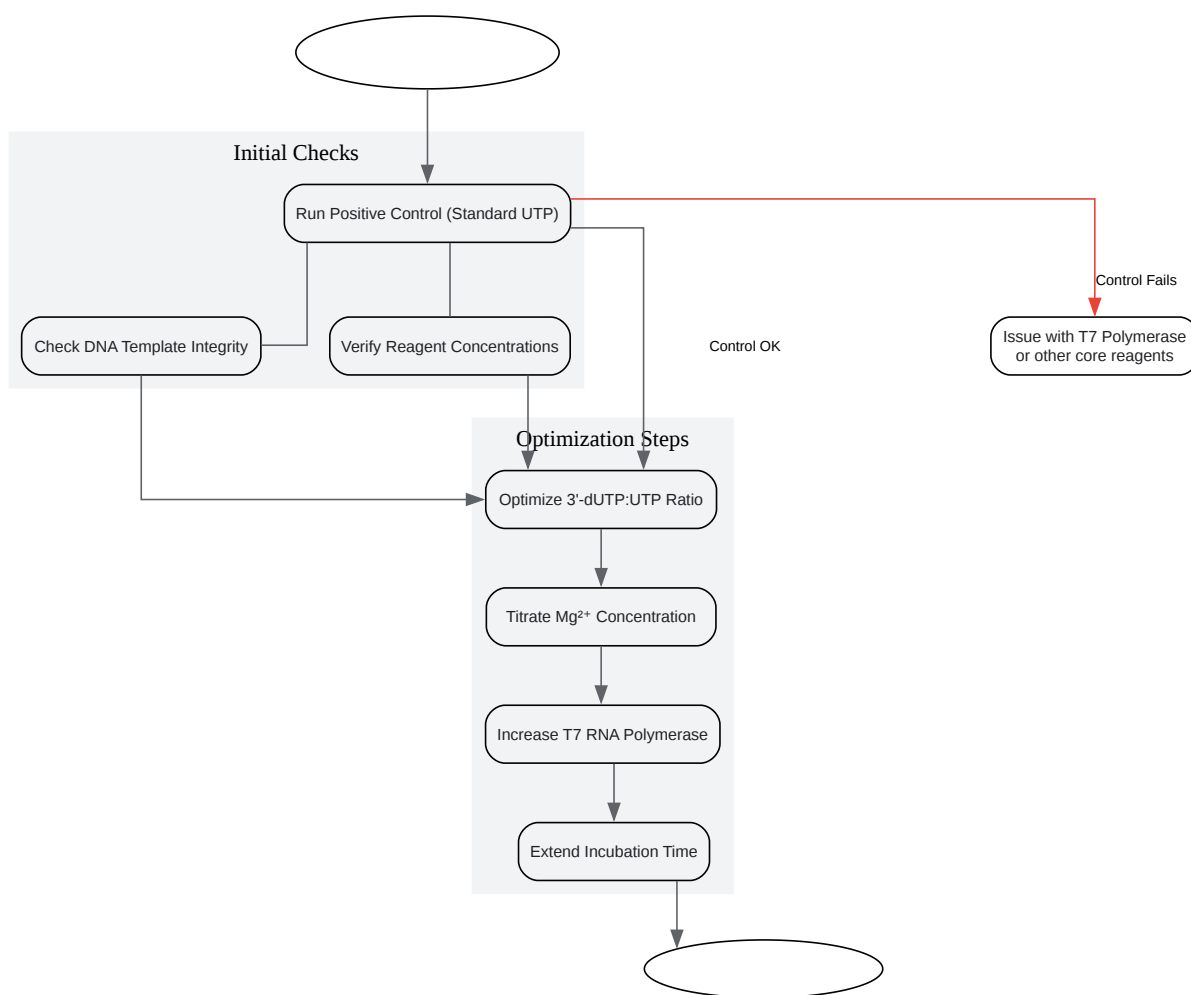 Initial Checks
Run Positive Control (Standard UTP)
Control Fails
Check DNA Template Integrity
Verify Reagent Concentrations
Control OK
Issue with T7 Polymerase
or other core reagents
Optimization Steps
Optimize 3'-dUTP:UTP Ratio
Titrate Mg²⁺ Concentration
Increase T7 RNA Polymerase
Extend Incubation Time